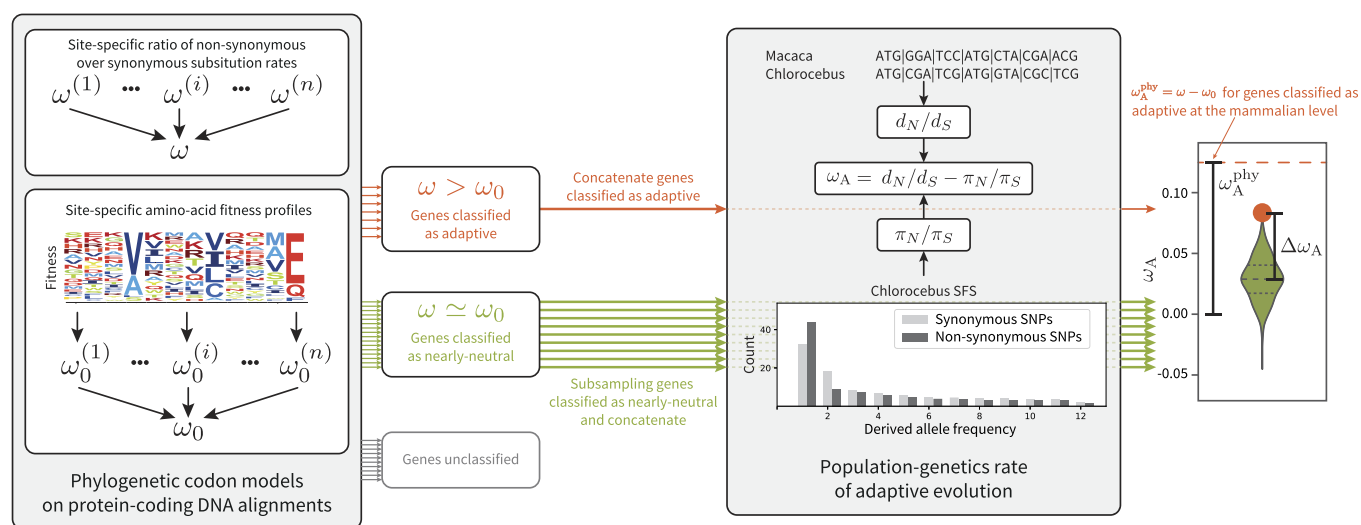 Site-specific ratio of non-synonymous
over synonymous subsitution rates
ω(1) ... ω(i) ... ω(n)
ω
Site-specific amino-acid fitness profiles
Fitness
ω0(1) ... ω0(i) ... ω0(n)
ω0
Phylogenetic codon models
on protein-coding DNA alignments
ω > ω0
Genes classified
as adaptive
ω ≃ ω0
Genes classified
as nearly-neutral
Genes unclassified
Concatenate genes
classified as adaptive
Subsampling genes
classified as nearly-neutral
and concatenate
Macaca ATG|GGA|TCC|ATG|CTA|CGA|ACG
Chlorocebus ATG|CGA|TCG|ATG|GTA|CGC|TCG
dN/dS
ωA = dN/dS − πN/πS
πN/πS
Chlorocebus SFS
Synonymous SNPs
Non-synonymous SNPs
Count
40
20
2 4 6 8 10 12
Derived allele frequency
Population-genetics rate
of adaptive evolution
ωAphy = ω − ω0 for genes classified as
adaptive at the mammalian level
ωAphy
ΔωA
ωA
0.10
0.05
0.00
-0.05